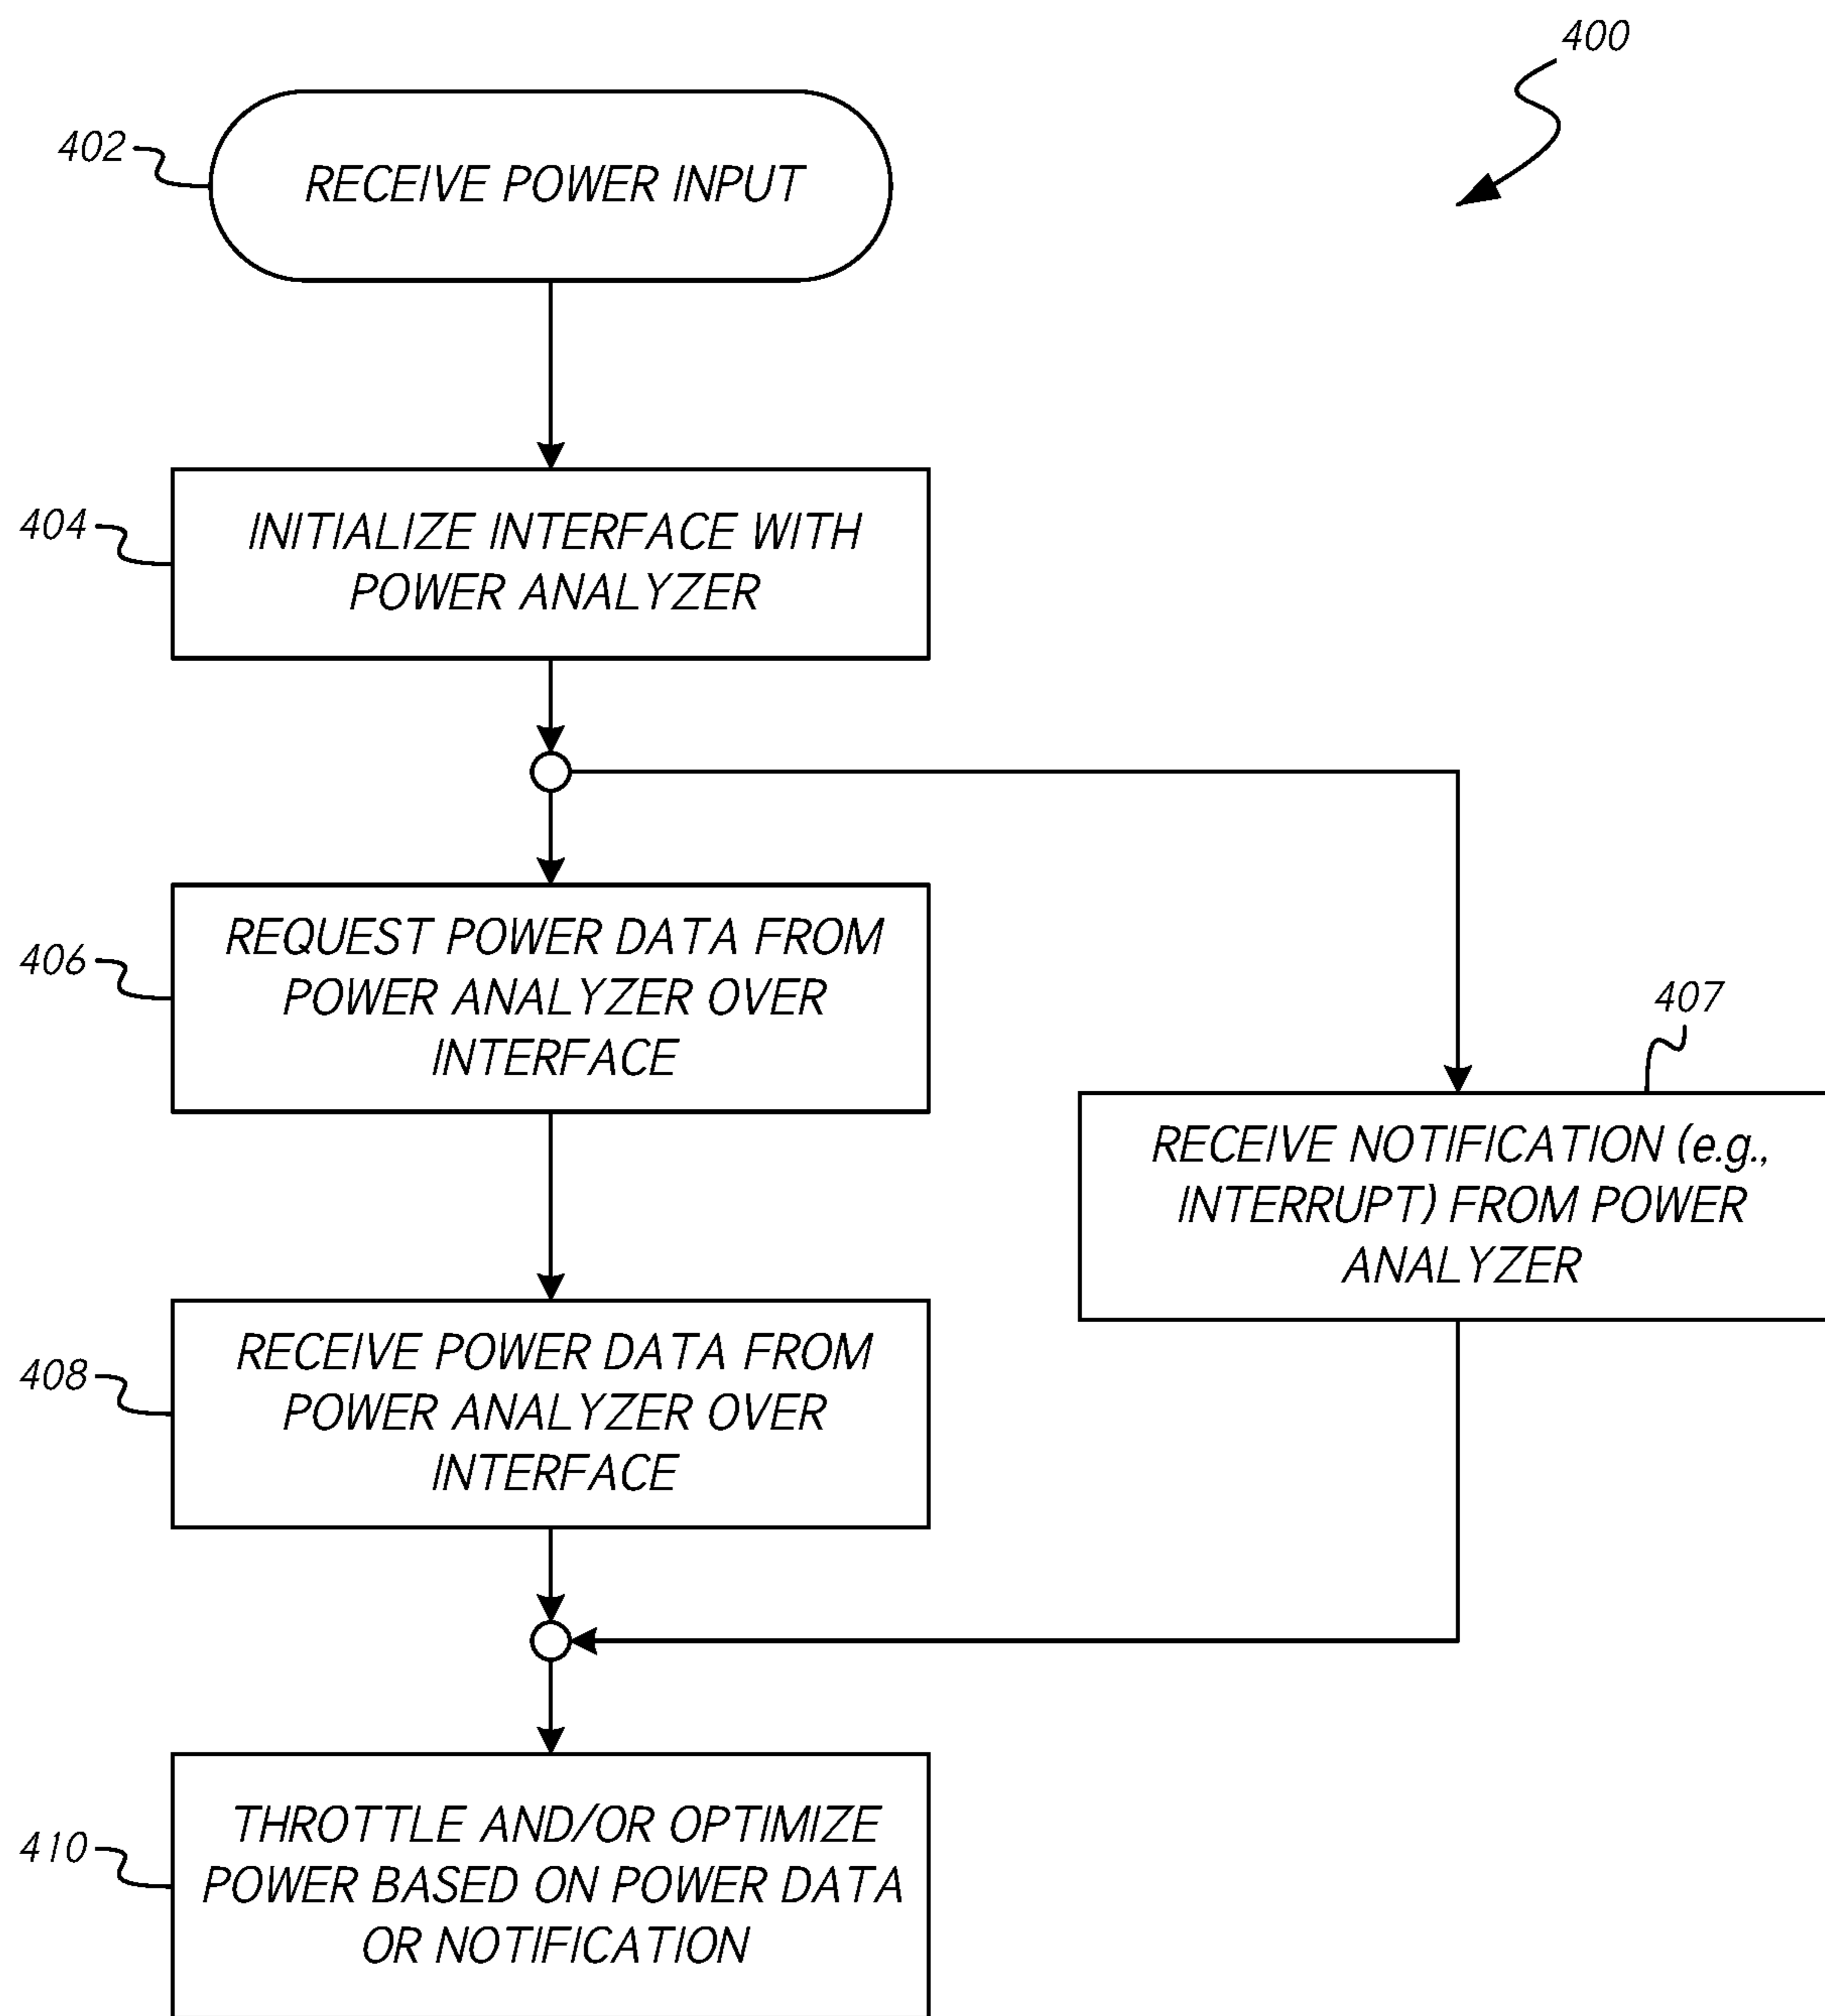 400
402
RECEIVE POWER INPUT
404
INITIALIZE INTERFACE WITH
POWER ANALYZER
406
REQUEST POWER DATA FROM
POWER ANALYZER OVER
INTERFACE
407
RECEIVE NOTIFICATION (e.g.,
INTERRUPT) FROM POWER
ANALYZER
408
RECEIVE POWER DATA FROM
POWER ANALYZER OVER
INTERFACE
410
THROTTLE AND/OR OPTIMIZE
POWER BASED ON POWER DATA
OR NOTIFICATION